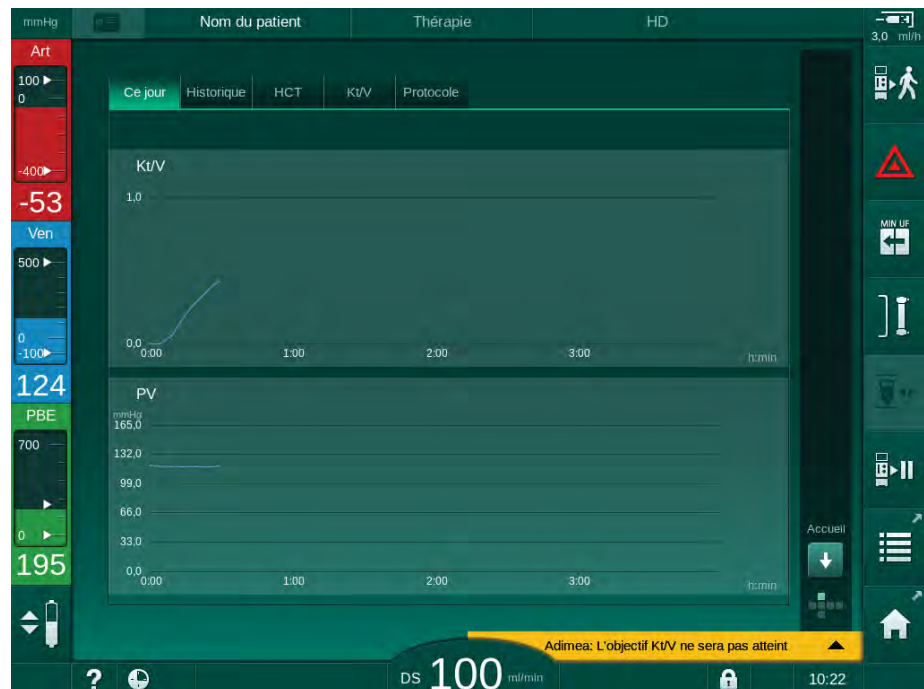 mmHg
Nom du patient
Thérapie
HD
3,0 ml/h
Art
100
0
-400
-53
Ven
500
0
-100
124
PBE
700
0
195
Ce jour
Historique
HCT
Kt/V
Protocole
Kt/V
1,0
0,0
0:00
1:00
2:00
3:00
h:min
PV
mmHg
165,0
132,0
99,0
66,0
33,0
0,0
0:00
1:00
2:00
3:00
h:min
MIN UF
Accueil
Adimea: L'objectif Kt/V ne sera pas atteint
?
DS 100 ml/min
10:22